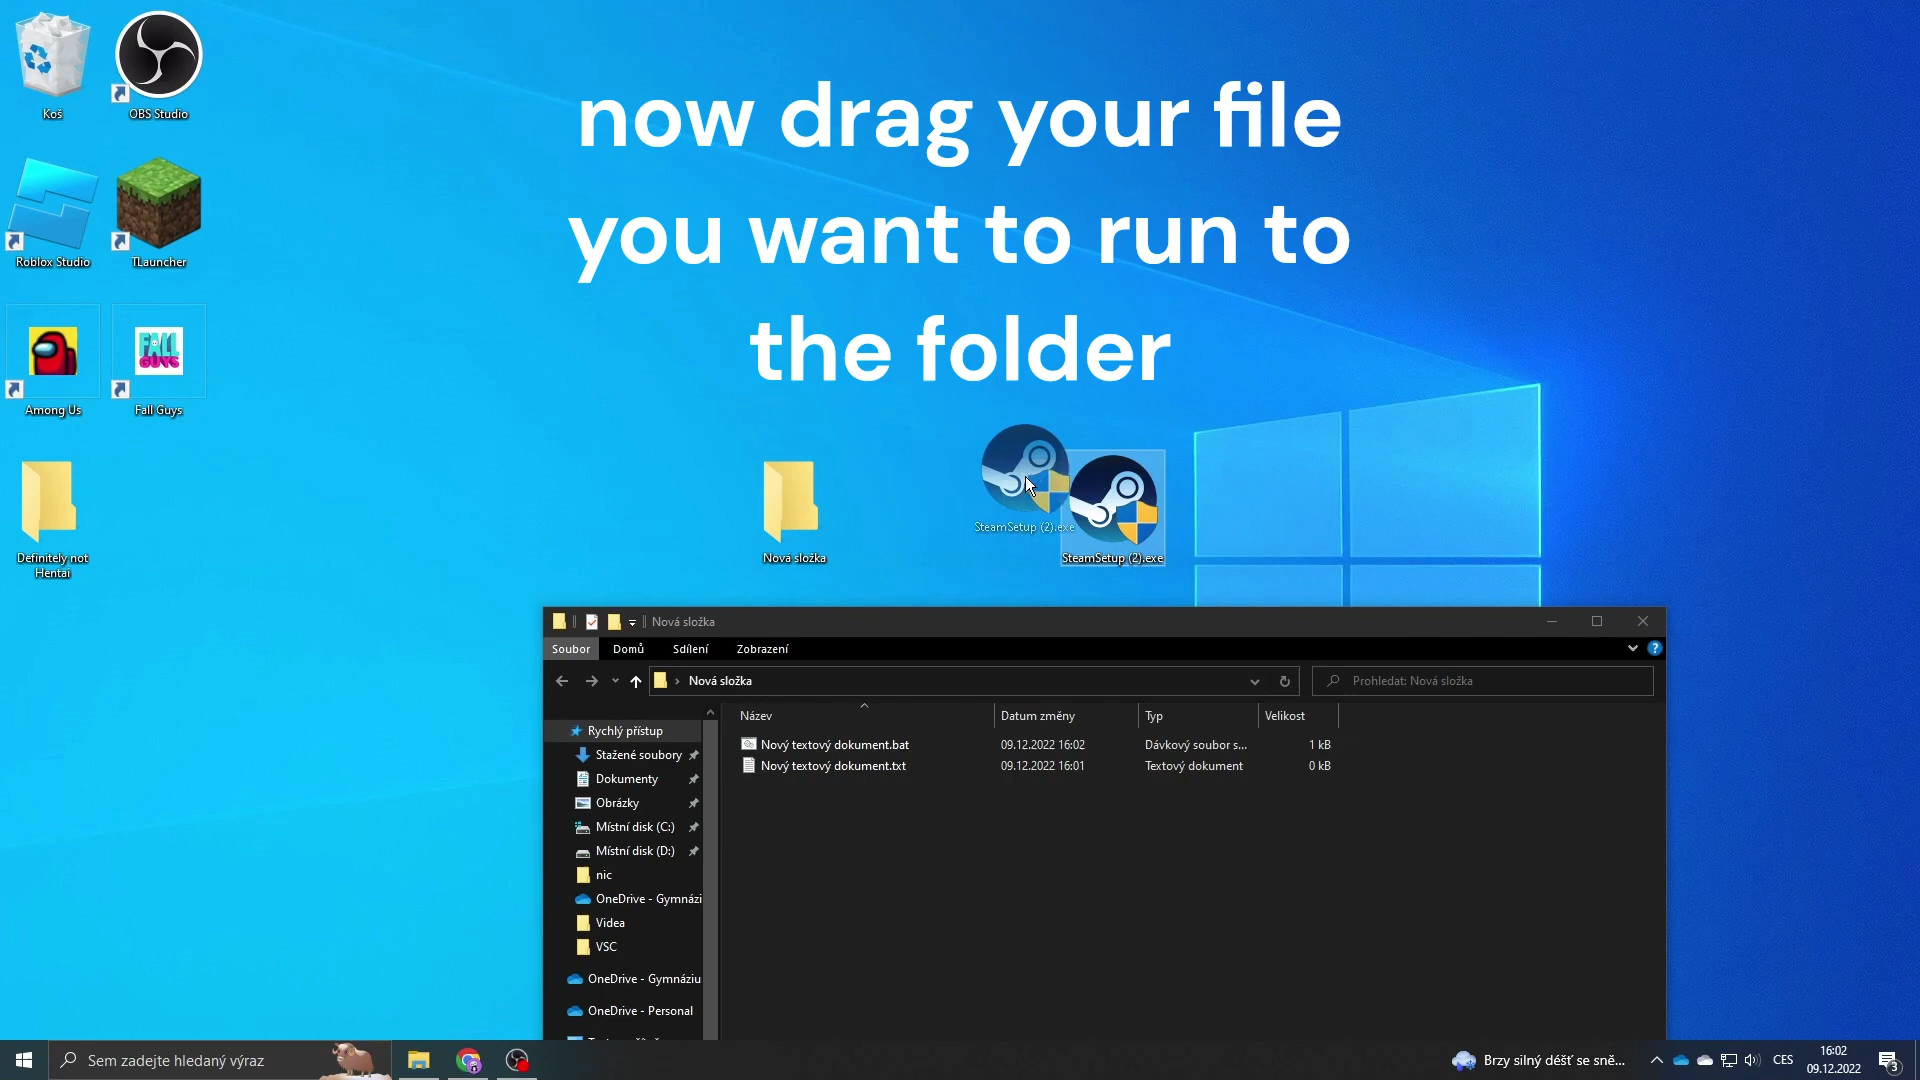 Koš
OBS Studio
now drag your file
you want to run to
the folder
Roblox Studio
TLauncher
Among Us
Fall Guys
FALL GUYS
Definitely not
Hentai
Nová složka
SteamSetup (2).exe
SteamSetup (2).exe
Nová složka
Soubor
Domů
Sdílení
Zobrazení
Nová složka
Prohledat: Nová složka
Název
Datum změny
Typ
Velikost
Rychlý přístup
Nový textový dokument.bat
09.12.2022 16:02
Dávkový soubor s...
1 kB
Stažené soubory
Nový textový dokument.txt
09.12.2022 16:01
Textový dokument
0 kB
Dokumenty
Obrázky
Místní disk (C:)
Místní disk (D:)
nic
OneDrive - Gymnázi
Videa
VSC
OneDrive - Gymnáziu
OneDrive - Personal
Sem zadejte hledaný výraz
Brzy silný déšť se sně...
CES
16:02
09.12.2022
3